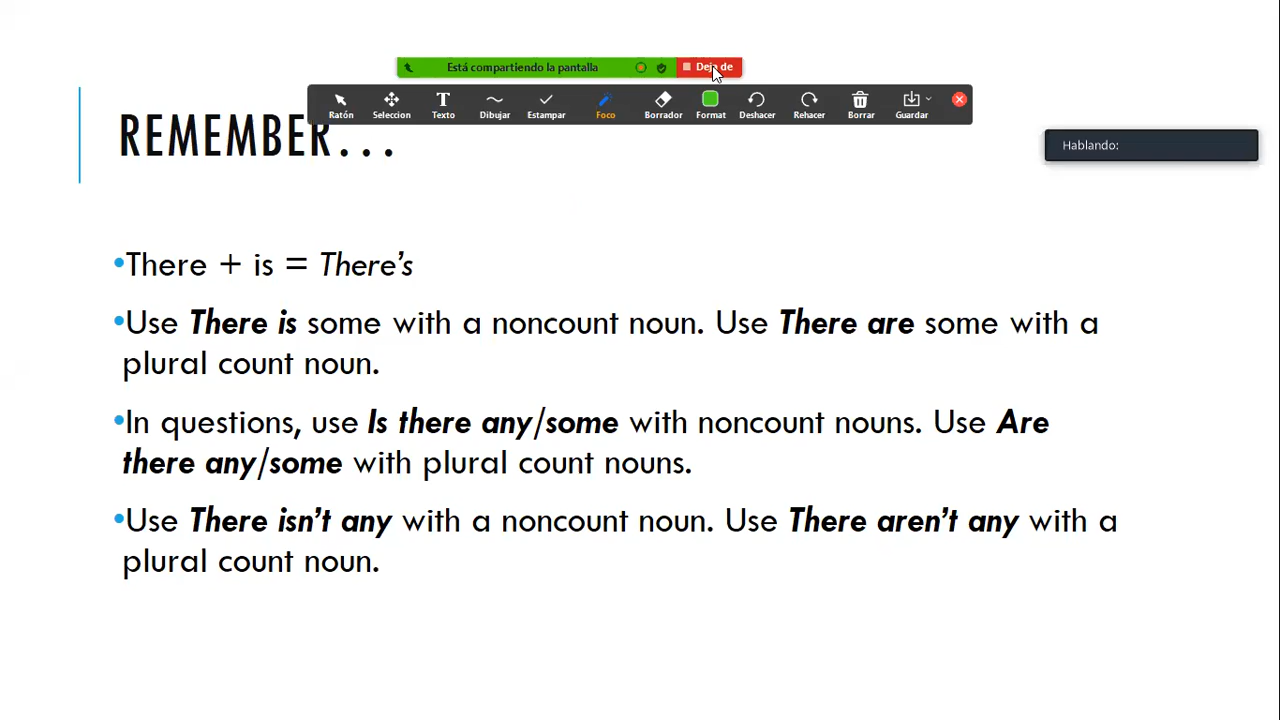 Está compartiendo la pantalla
Ratón Seleccion Texto Dibujar Estampar Foco Borrador Format Deshacer Rehacer Borrar Guardar
REMEMBER...
Hablando:
•There + is = There's
•Use There is some with a noncount noun. Use There are some with a
plural count noun.
•In questions, use Is there any/some with noncount nouns. Use Are
there any/some with plural count nouns.
•Use There isn't any with a noncount noun. Use There aren't any with a
plural count noun.